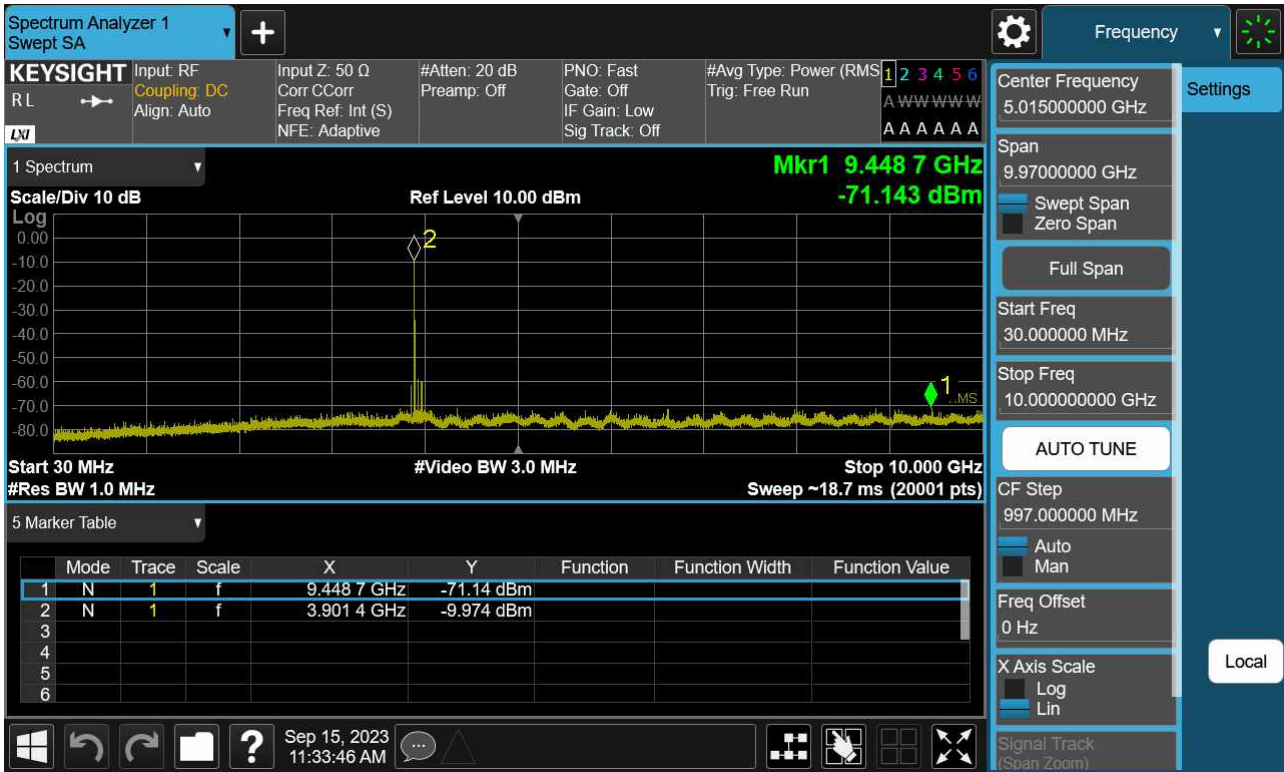 Spectrum Analyzer 1
Swept SA
+
Frequency
KEYSIGHT
RL
LXI
Input: RF
Coupling: DC
Align: Auto
Input Z: 50 Ω
Corr CCorr
Freq Ref: Int (S)
NFE: Adaptive
#Atten: 20 dB
Preamp: Off
PNO: Fast
Gate: Off
IF Gain: Low
Sig Track: Off
#Avg Type: Power (RMS
Trig: Free Run
1 2 3 4 5 6
A W W W W W
A A A A A A
1 Spectrum
Scale/Div 10 dB
Ref Level 10.00 dBm
Mkr1 9.448 7 GHz
-71.143 dBm
Log
0.00
-10.0
-20.0
-30.0
-40.0
-50.0
-60.0
-70.0
-80.0
2
1
Start 30 MHz
#Video BW 3.0 MHz
Stop 10.000 GHz
#Res BW 1.0 MHz
Sweep ~18.7 ms (20001 pts)
5 Marker Table
Mode Trace Scale X Y Function Function Width Function Value
1 N 1 f 9.448 7 GHz -71.14 dBm
2 N 1 f 3.901 4 GHz -9.974 dBm
3
4
5
6
Sep 15, 2023
11:33:46 AM
Center Frequency
5.015000000 GHz
Span
9.97000000 GHz
Swept Span
Zero Span
Full Span
Start Freq
30.000000 MHz
Stop Freq
10.000000000 GHz
AUTO TUNE
CF Step
997.000000 MHz
Auto
Man
Freq Offset
0 Hz
X Axis Scale
Log
Lin
Signal Track
(Span Zoom)
Settings
Local